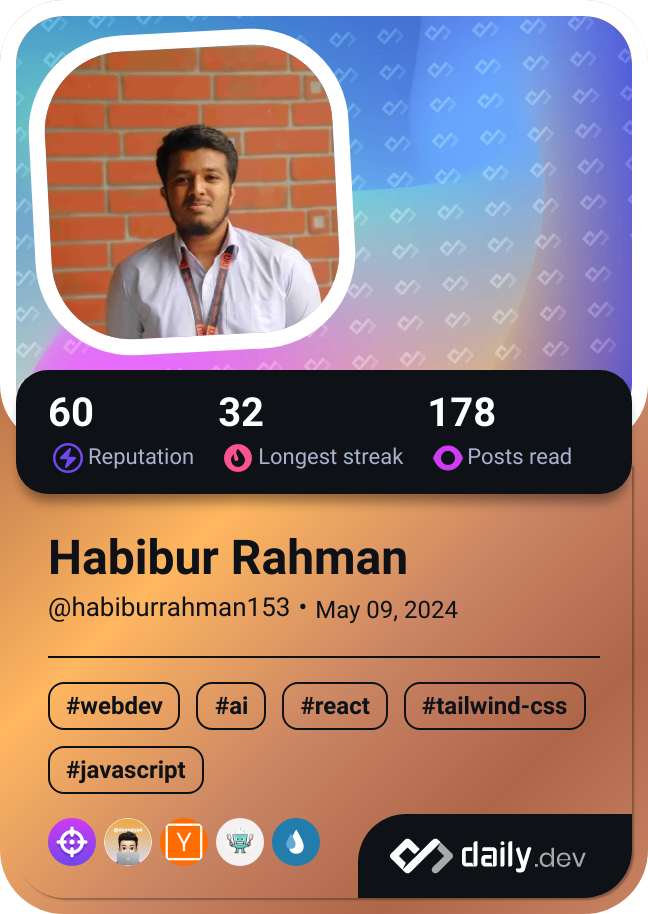 60 32 178
Reputation Longest streak Posts read
Habibur Rahman
@habiburrahman153 • May 09, 2024
#webdev #ai #react #tailwind-css
#javascript
Y
daily.dev